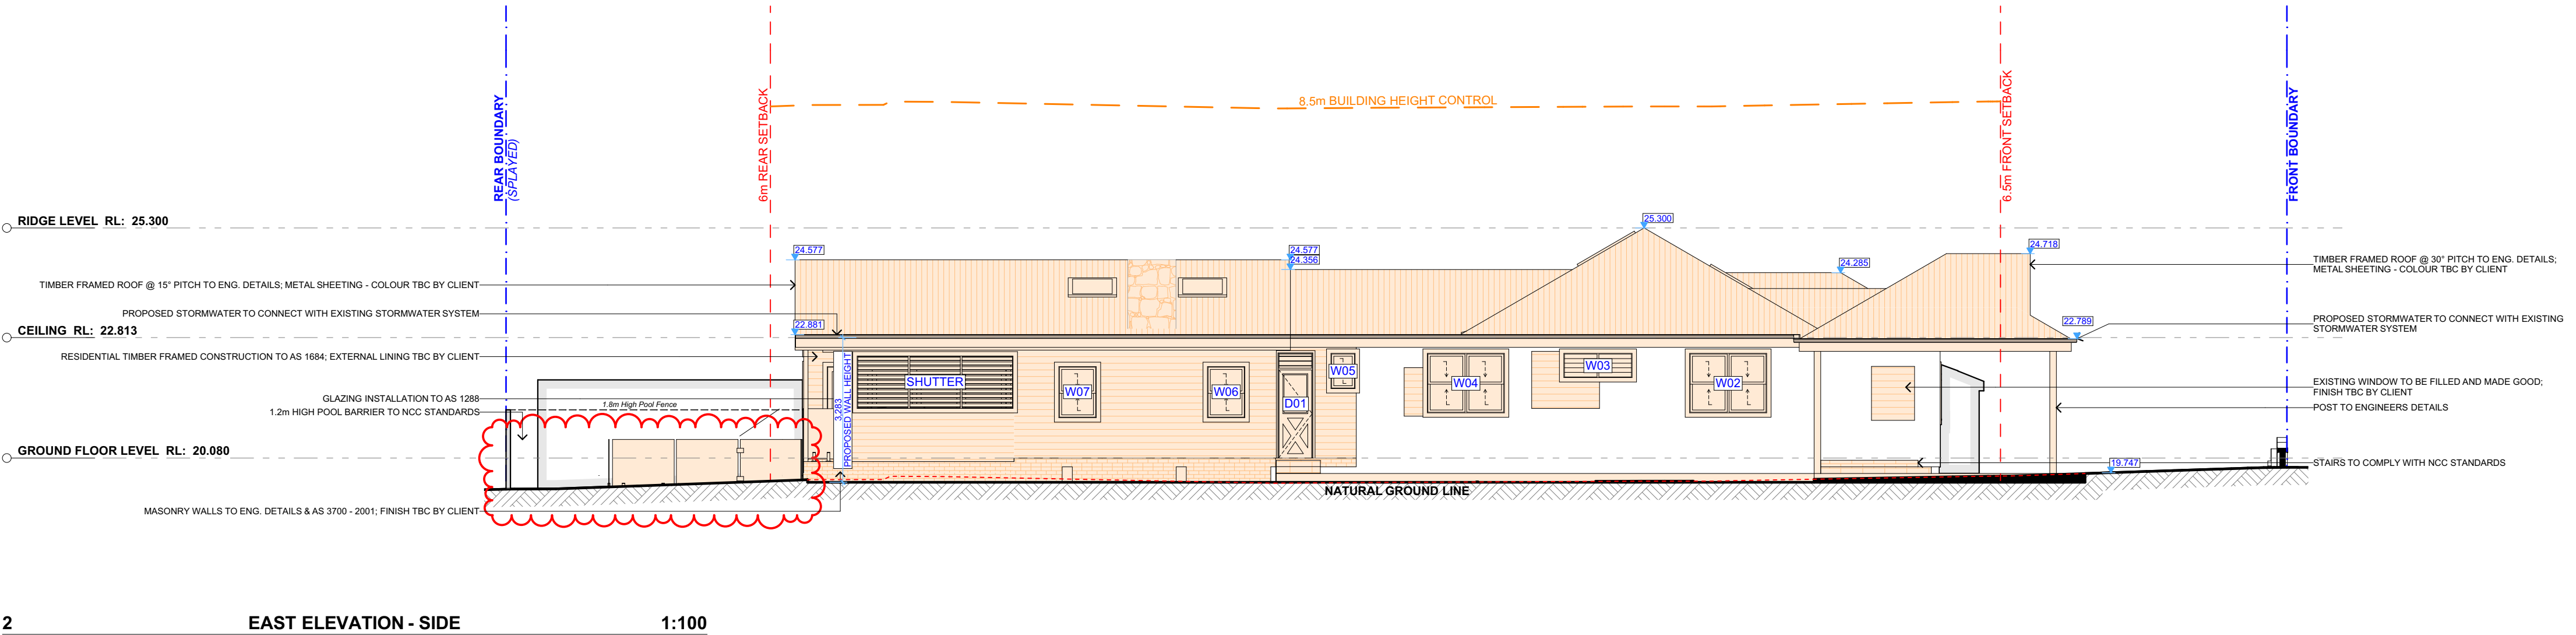 REAR BOUNDARY
(SPLAYED)
6m REAR SETBACK
8.5m BUILDING HEIGHT CONTROL
6.5m FRONT SETBACK
FRONT BOUNDARY
RIDGE LEVEL RL: 25.300
25.300
24.577
24.577
24.356
24.285
24.718
TIMBER FRAMED ROOF @ 15° PITCH TO ENG. DETAILS; METAL SHEETING - COLOUR TBC BY CLIENT
TIMBER FRAMED ROOF @ 30° PITCH TO ENG. DETAILS;
METAL SHEETING - COLOUR TBC BY CLIENT
PROPOSED STORMWATER TO CONNECT WITH EXISTING STORMWATER SYSTEM
CEILING RL: 22.813
22.881
22.789
PROPOSED STORMWATER TO CONNECT WITH EXISTING
STORMWATER SYSTEM
RESIDENTIAL TIMBER FRAMED CONSTRUCTION TO AS 1684; EXTERNAL LINING TBC BY CLIENT
3,283
PROPOSED WALL HEIGHT
SHUTTER
W07
W06
D01
W05
W04
W03
W02
EXISTING WINDOW TO BE FILLED AND MADE GOOD;
FINISH TBC BY CLIENT
POST TO ENGINEERS DETAILS
GLAZING INSTALLATION TO AS 1288
1.2m HIGH POOL BARRIER TO NCC STANDARDS
1.8m High Pool Fence
GROUND FLOOR LEVEL RL: 20.080
19.747
STAIRS TO COMPLY WITH NCC STANDARDS
NATURAL GROUND LINE
MASONRY WALLS TO ENG. DETAILS & AS 3700 - 2001; FINISH TBC BY CLIENT
2 EAST ELEVATION - SIDE 1:100